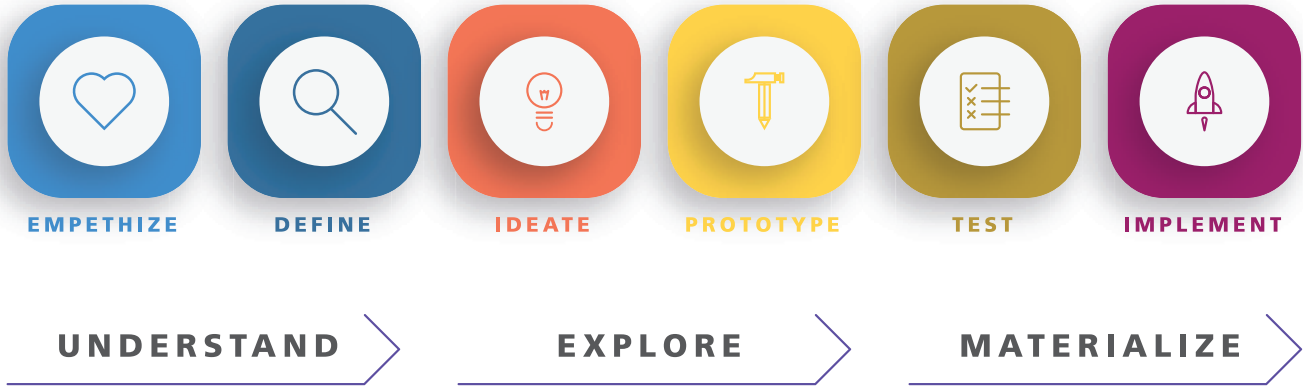 EMPETHIZE
DEFINE
IDEATE
PROTOTYPE
TEST
IMPLEMENT
UNDERSTAND
EXPLORE
MATERIALIZE